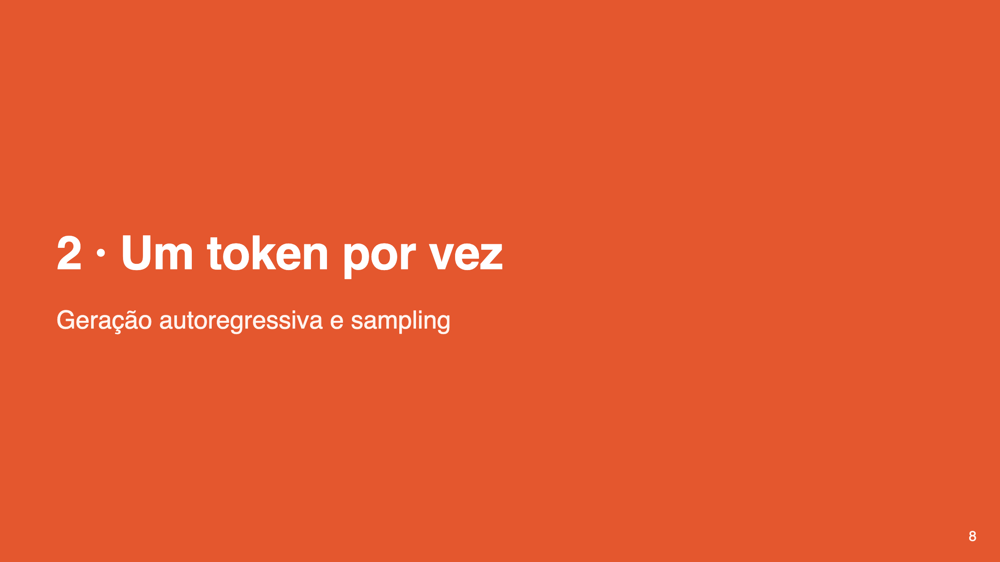 2 · Um token por vez
Geração autoregressiva e sampling
8